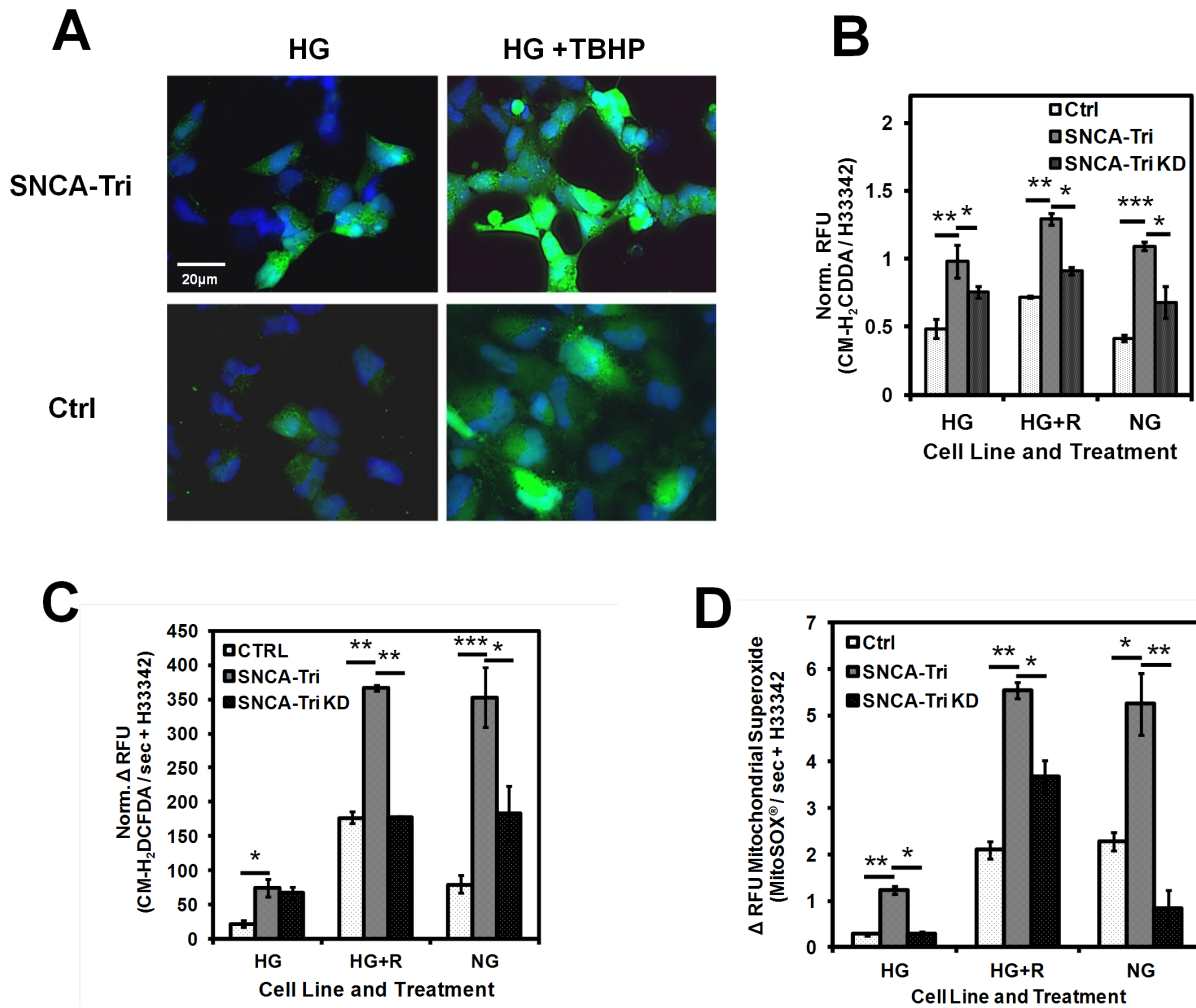 A
HG
HG +TBHP
SNCA-Tri
20µm
Ctrl
B
Norm. RFU
(CM-H₂CDDA / H33342)
2
1.5
1
0.5
0
Ctrl
SNCA-Tri
SNCA-Tri KD
** *
** *
*** *
HG
HG+R
NG
Cell Line and Treatment
C
Norm. Δ RFU
(CM-H₂DCFDA / sec + H33342)
450
400
350
300
250
200
150
100
50
0
CTRL
SNCA-Tri
SNCA-Tri KD
*
** **
*** *
HG
HG+R
NG
Cell Line and Treatment
D
Δ RFU Mitochondrial Superoxide
(MitoSOX®/ sec + H33342
7
6
5
4
3
2
1
0
Ctrl
SNCA-Tri
SNCA-Tri KD
** *
** *
* **
HG
HG+R
NG
Cell Line and Treatment